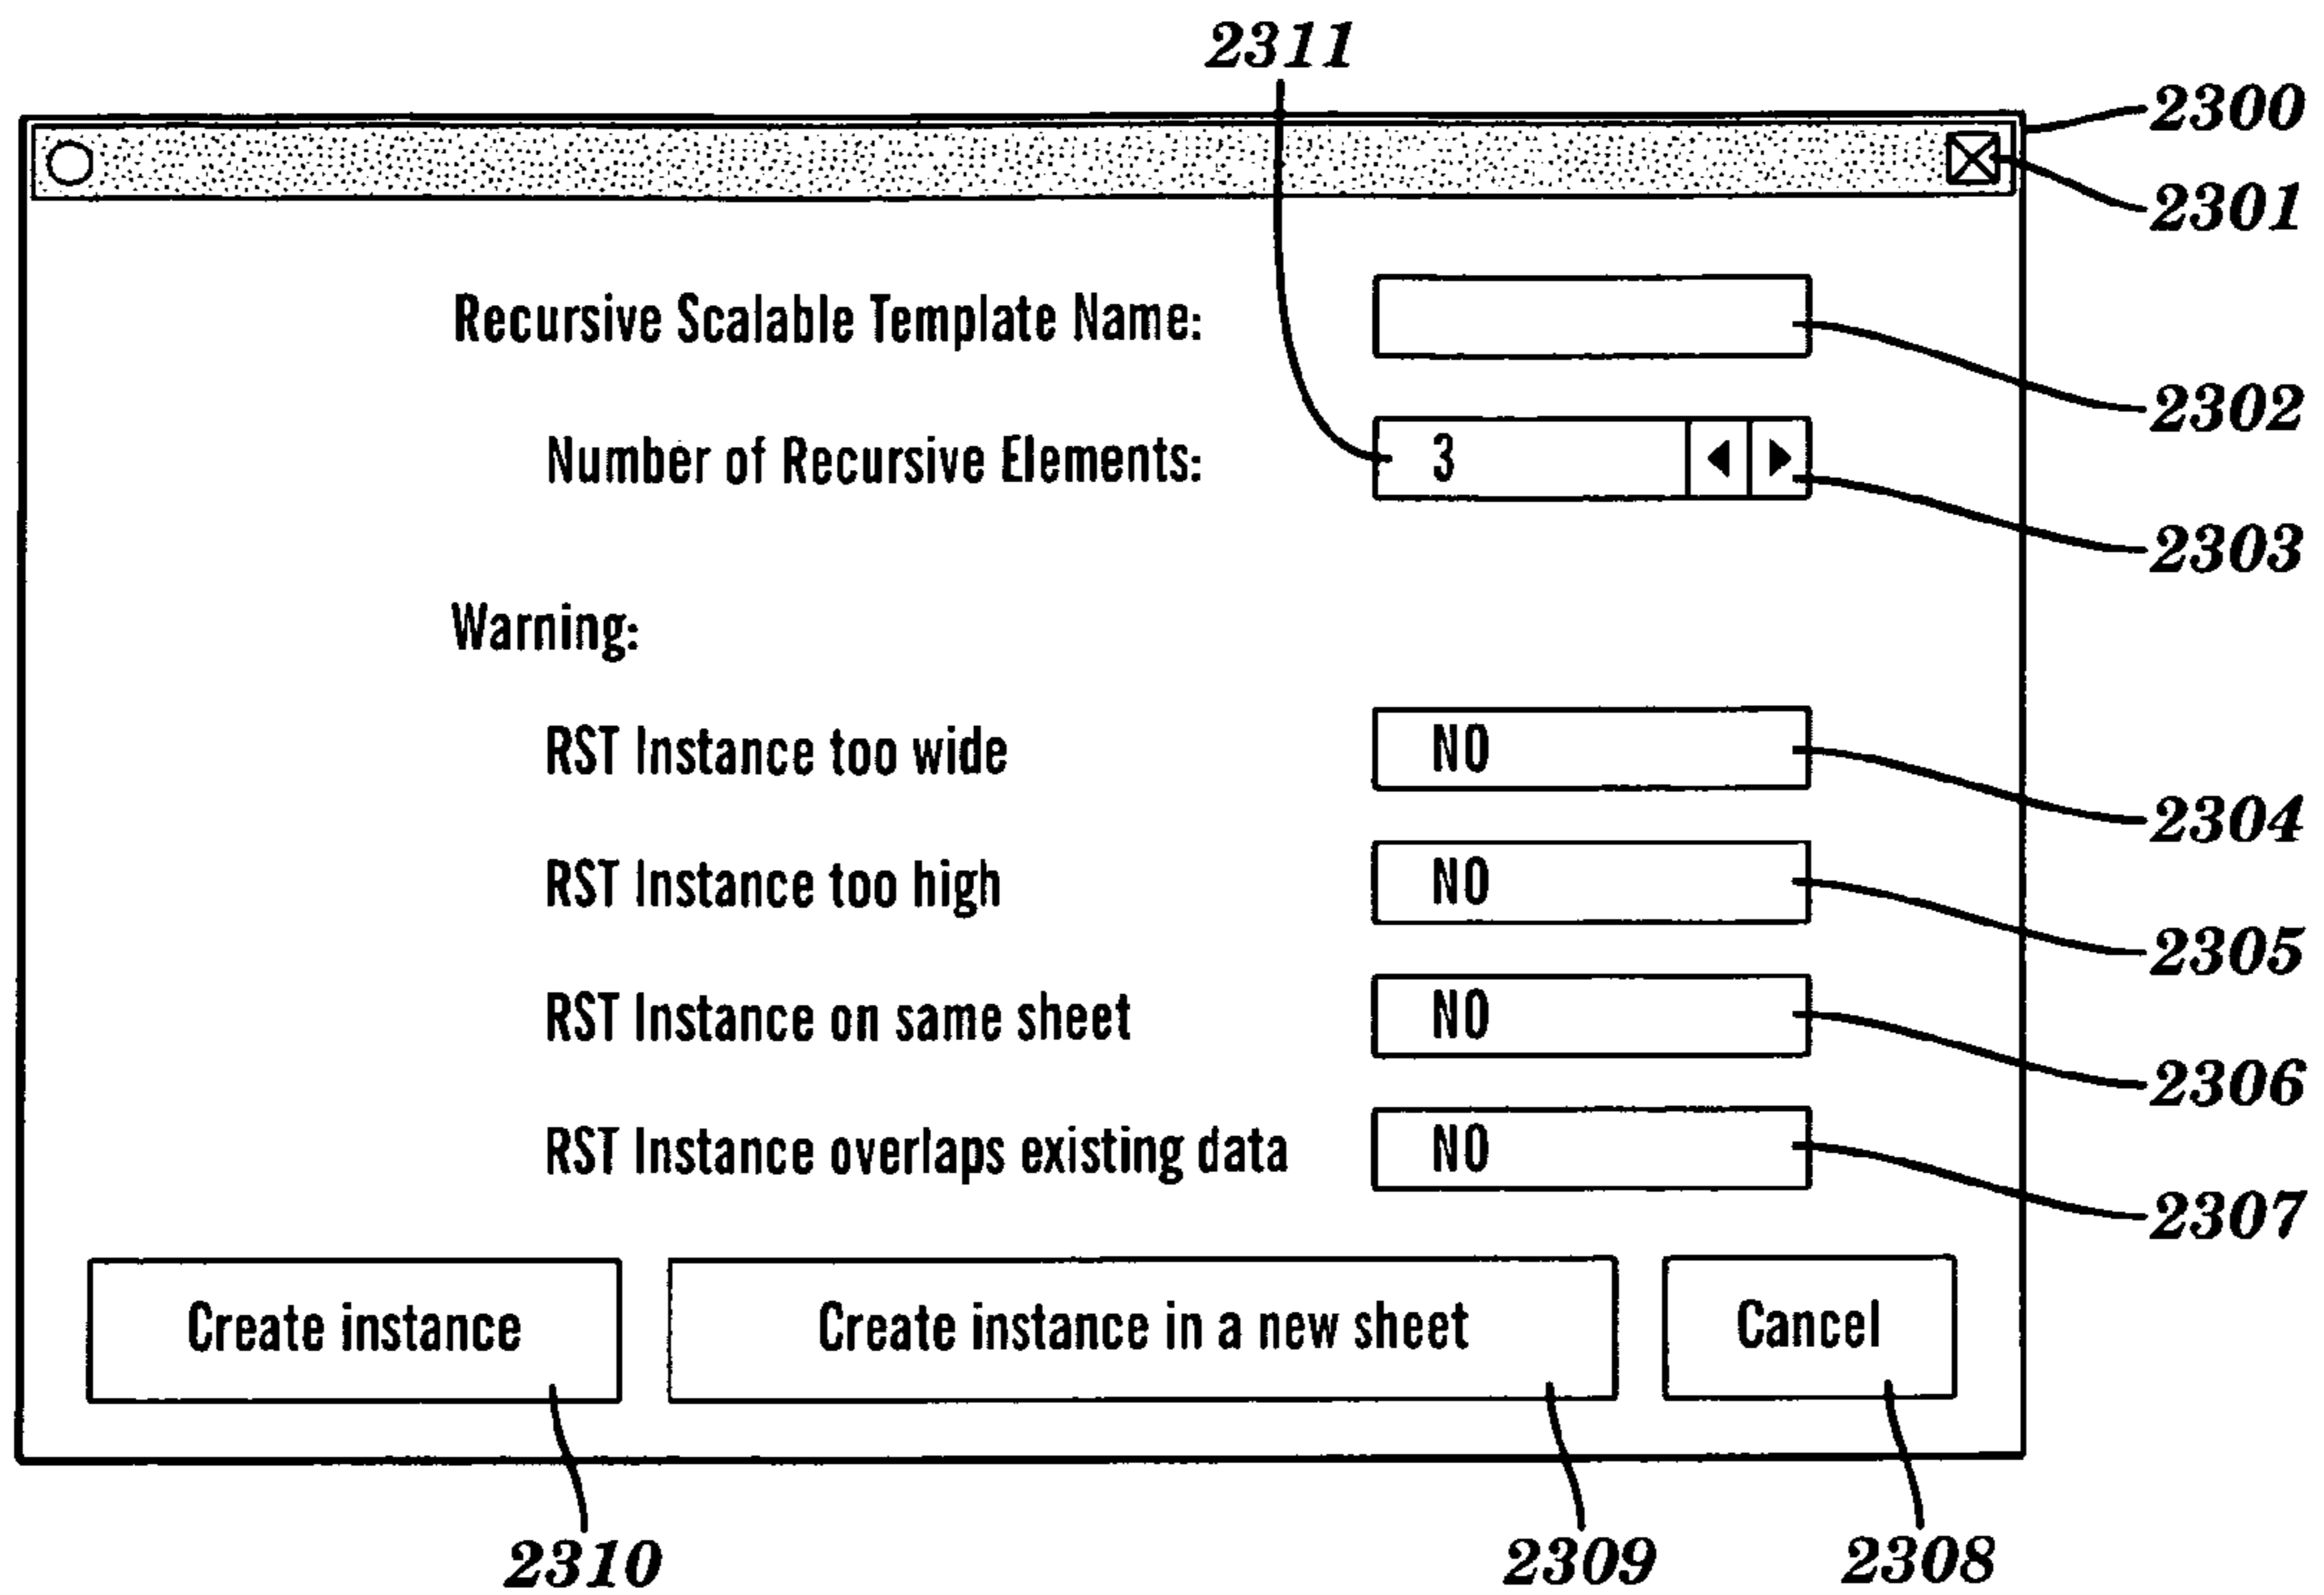 2311
2300
2301
Recursive Scalable Template Name:
2302
Number of Recursive Elements: 3
2303
Warning:
RST Instance too wide NO
2304
RST Instance too high NO
2305
RST Instance on same sheet NO
2306
RST Instance overlaps existing data NO
2307
Create instance Create instance in a new sheet Cancel
2310 2309 2308